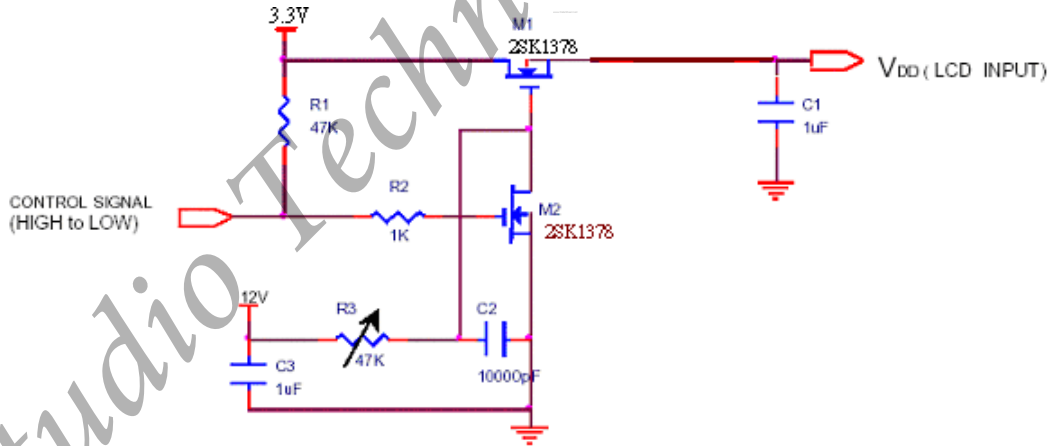 3.3V
M1
2SK1378
VDD ( LCD INPUT)
R1
47K
C1
1uF
CONTROL SIGNAL
(HIGH to LOW)
R2
1K
M2
2SK1378
12V
R3
47K
C2
10000pF
C3
1uF